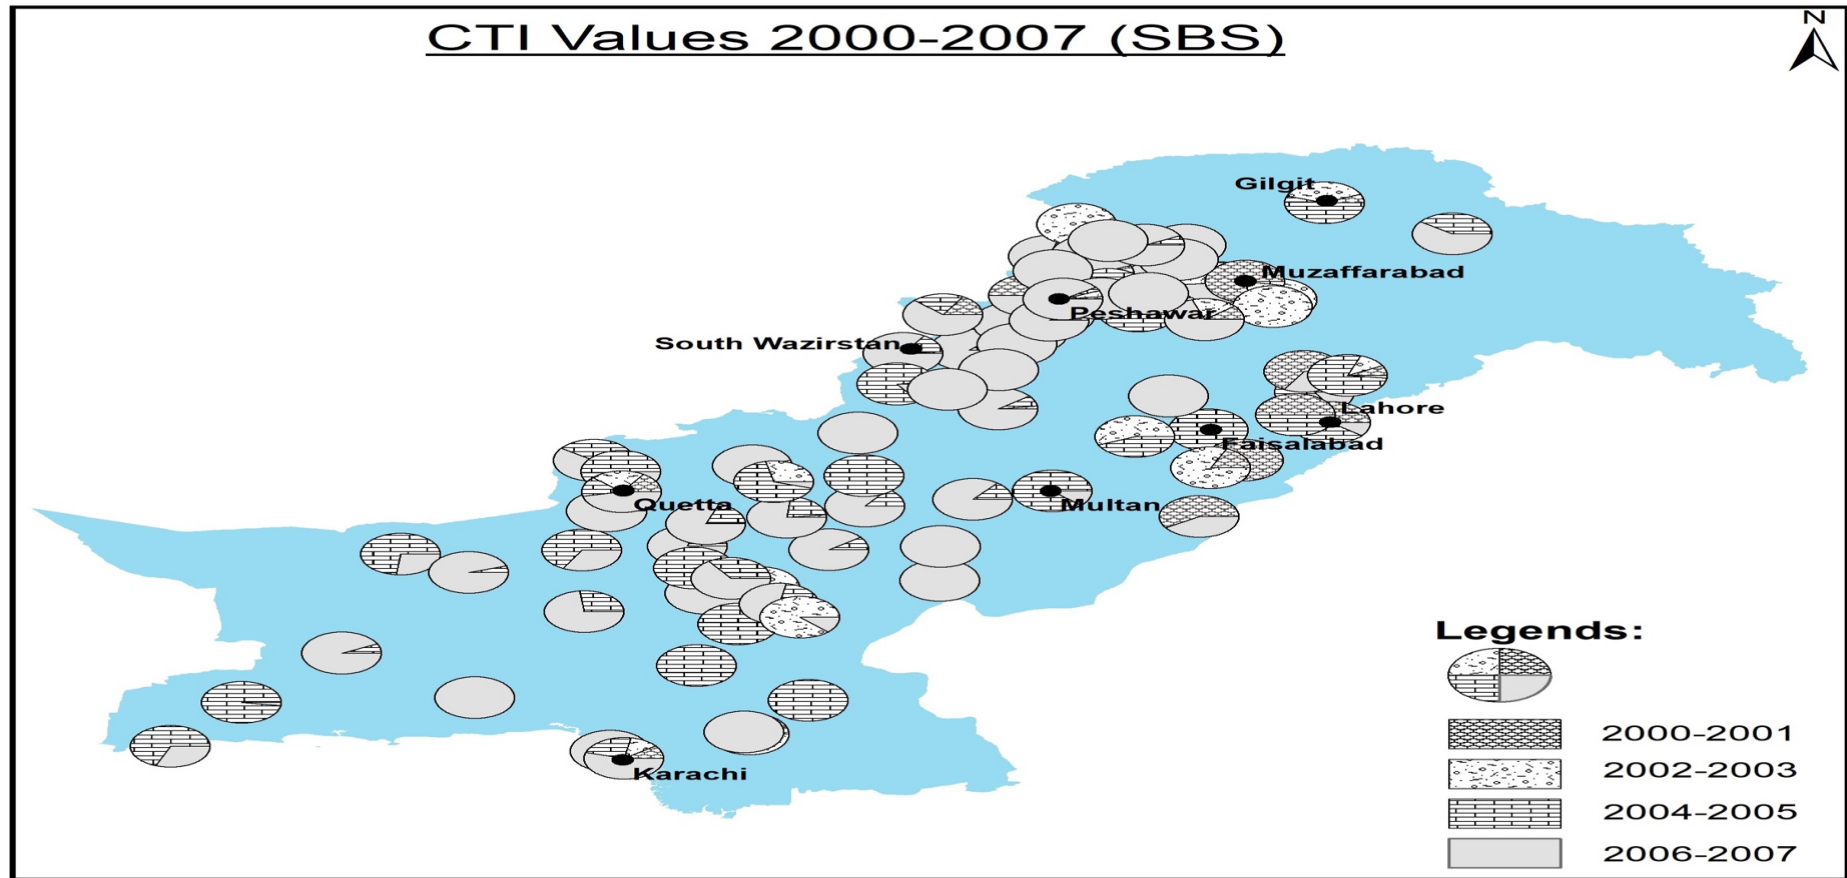 CTI Values 2000-2007 (SBS)
N
Gilgit
Muzaffarabad
Peshawar
South Wazirstan
Lahore
Faisalabad
Quetta
Multan
Karachi
Legends:
2000-2001
2002-2003
2004-2005
2006-2007